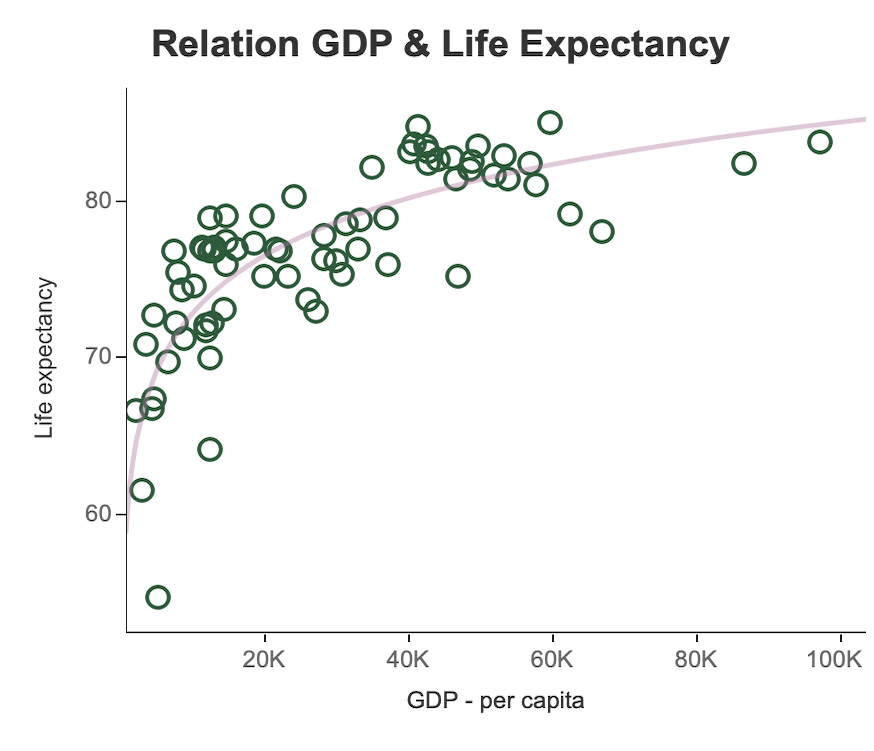 Relation GDP & Life Expectancy
Life expectancy
80
70
60
20K
40K
60K
80K
100K
GDP - per capita